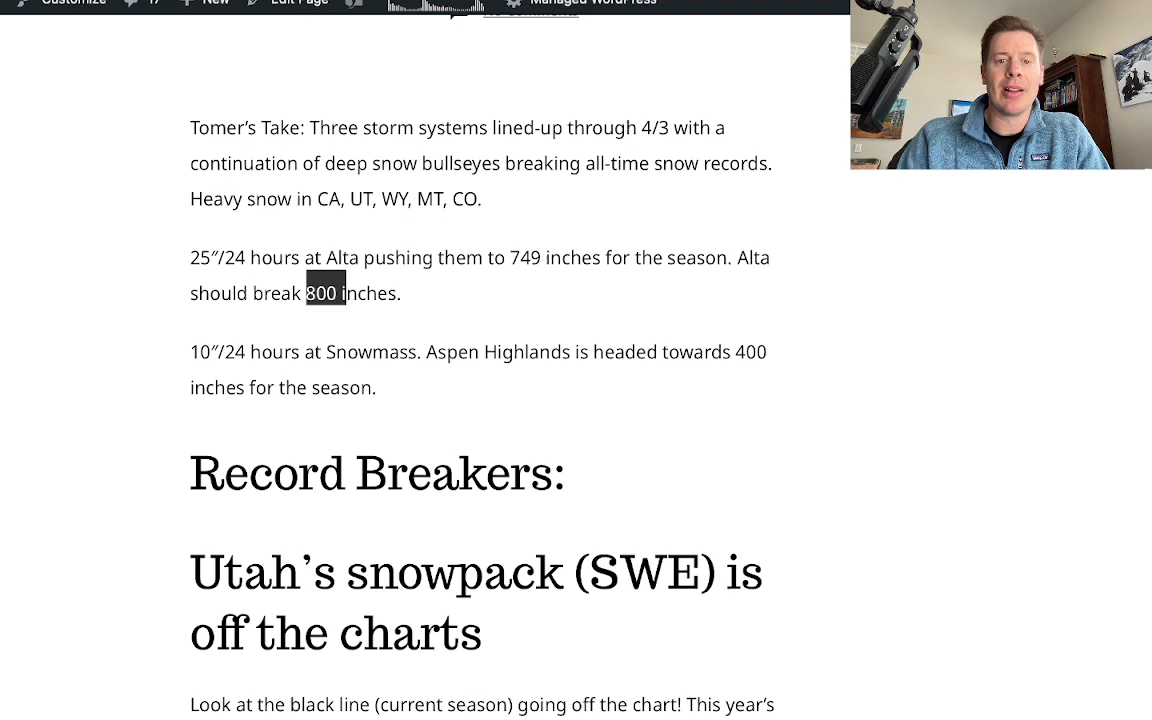 Customize 17 New Edit Page Managed WordPress
No Comments
Tomer’s Take: Three storm systems lined-up through 4/3 with a
continuation of deep snow bullseyes breaking all-time snow records.
Heavy snow in CA, UT, WY, MT, CO.
25″/24 hours at Alta pushing them to 749 inches for the season. Alta
should break 800 inches.
10″/24 hours at Snowmass. Aspen Highlands is headed towards 400
inches for the season.
Record Breakers:
Utah’s snowpack (SWE) is
off the charts
Look at the black line (current season) going off the chart! This year’s